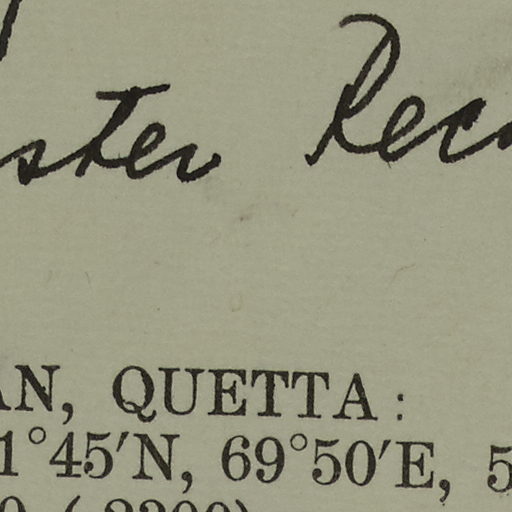 ster Rec
AN, QUETTA:
1°45′N, 69°50′E, 5